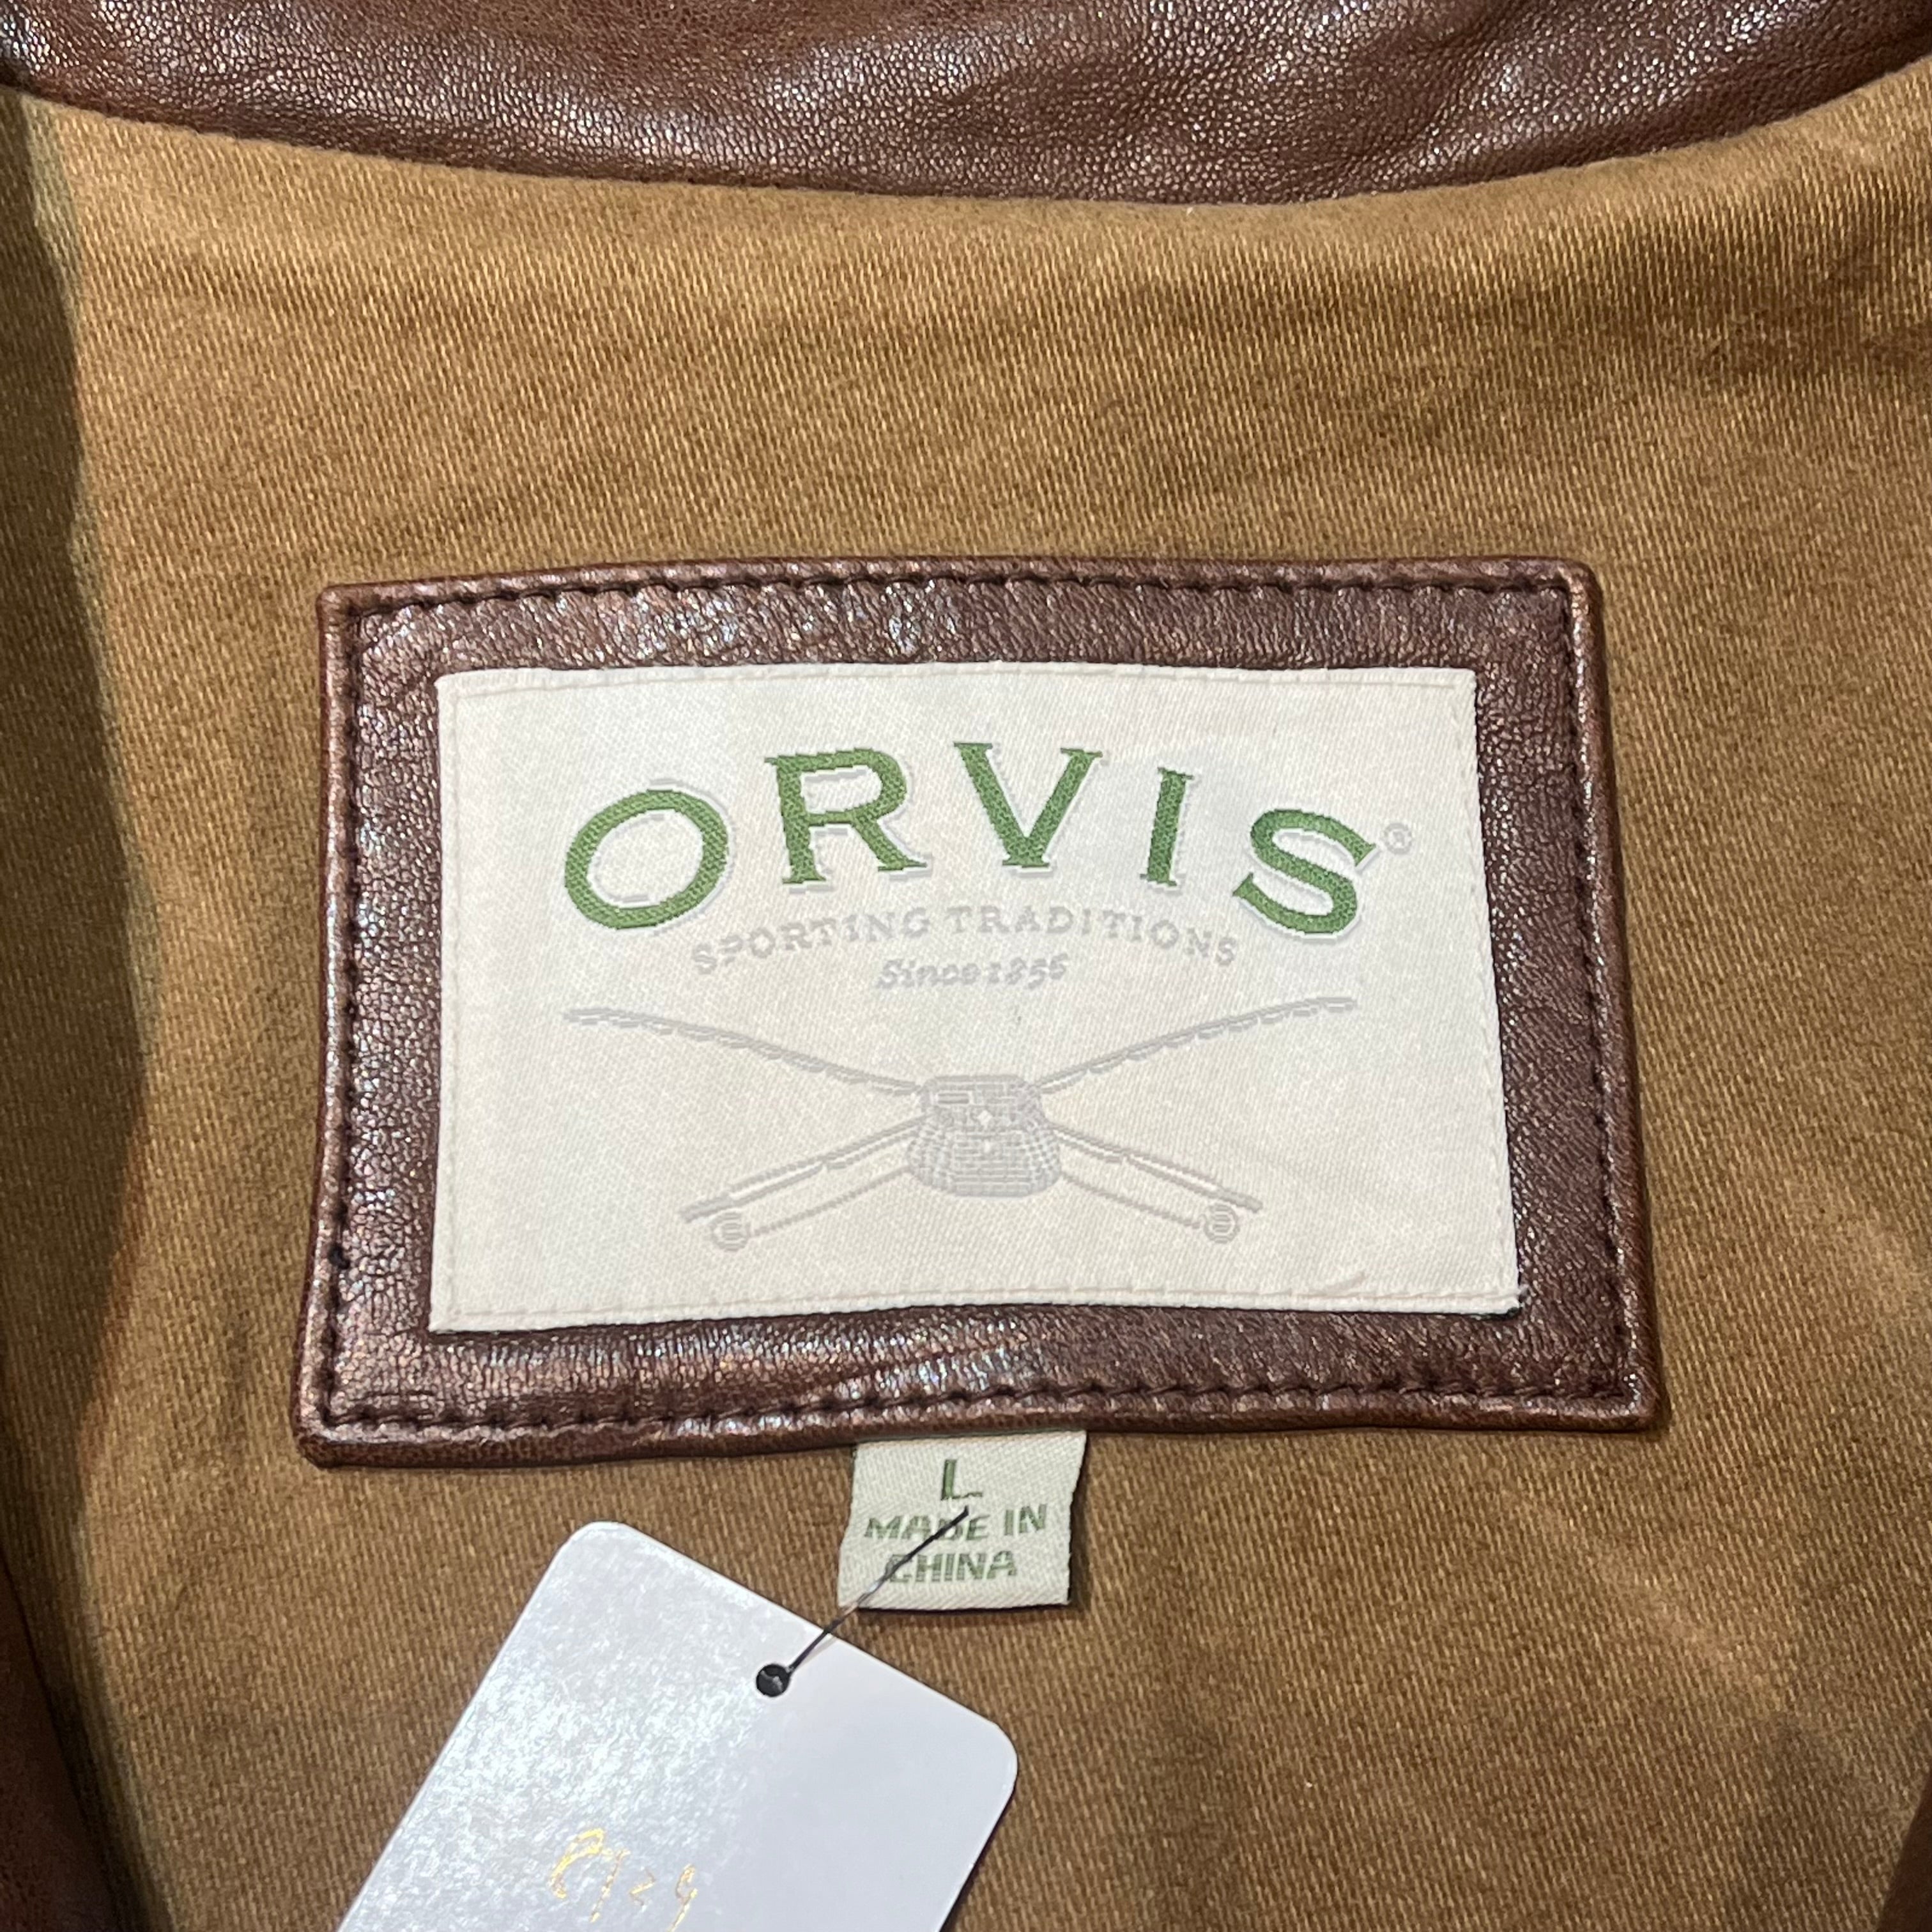 ORVIS®
SPORTING TRADITIONS
Since 1856
L
MADE IN
CHINA